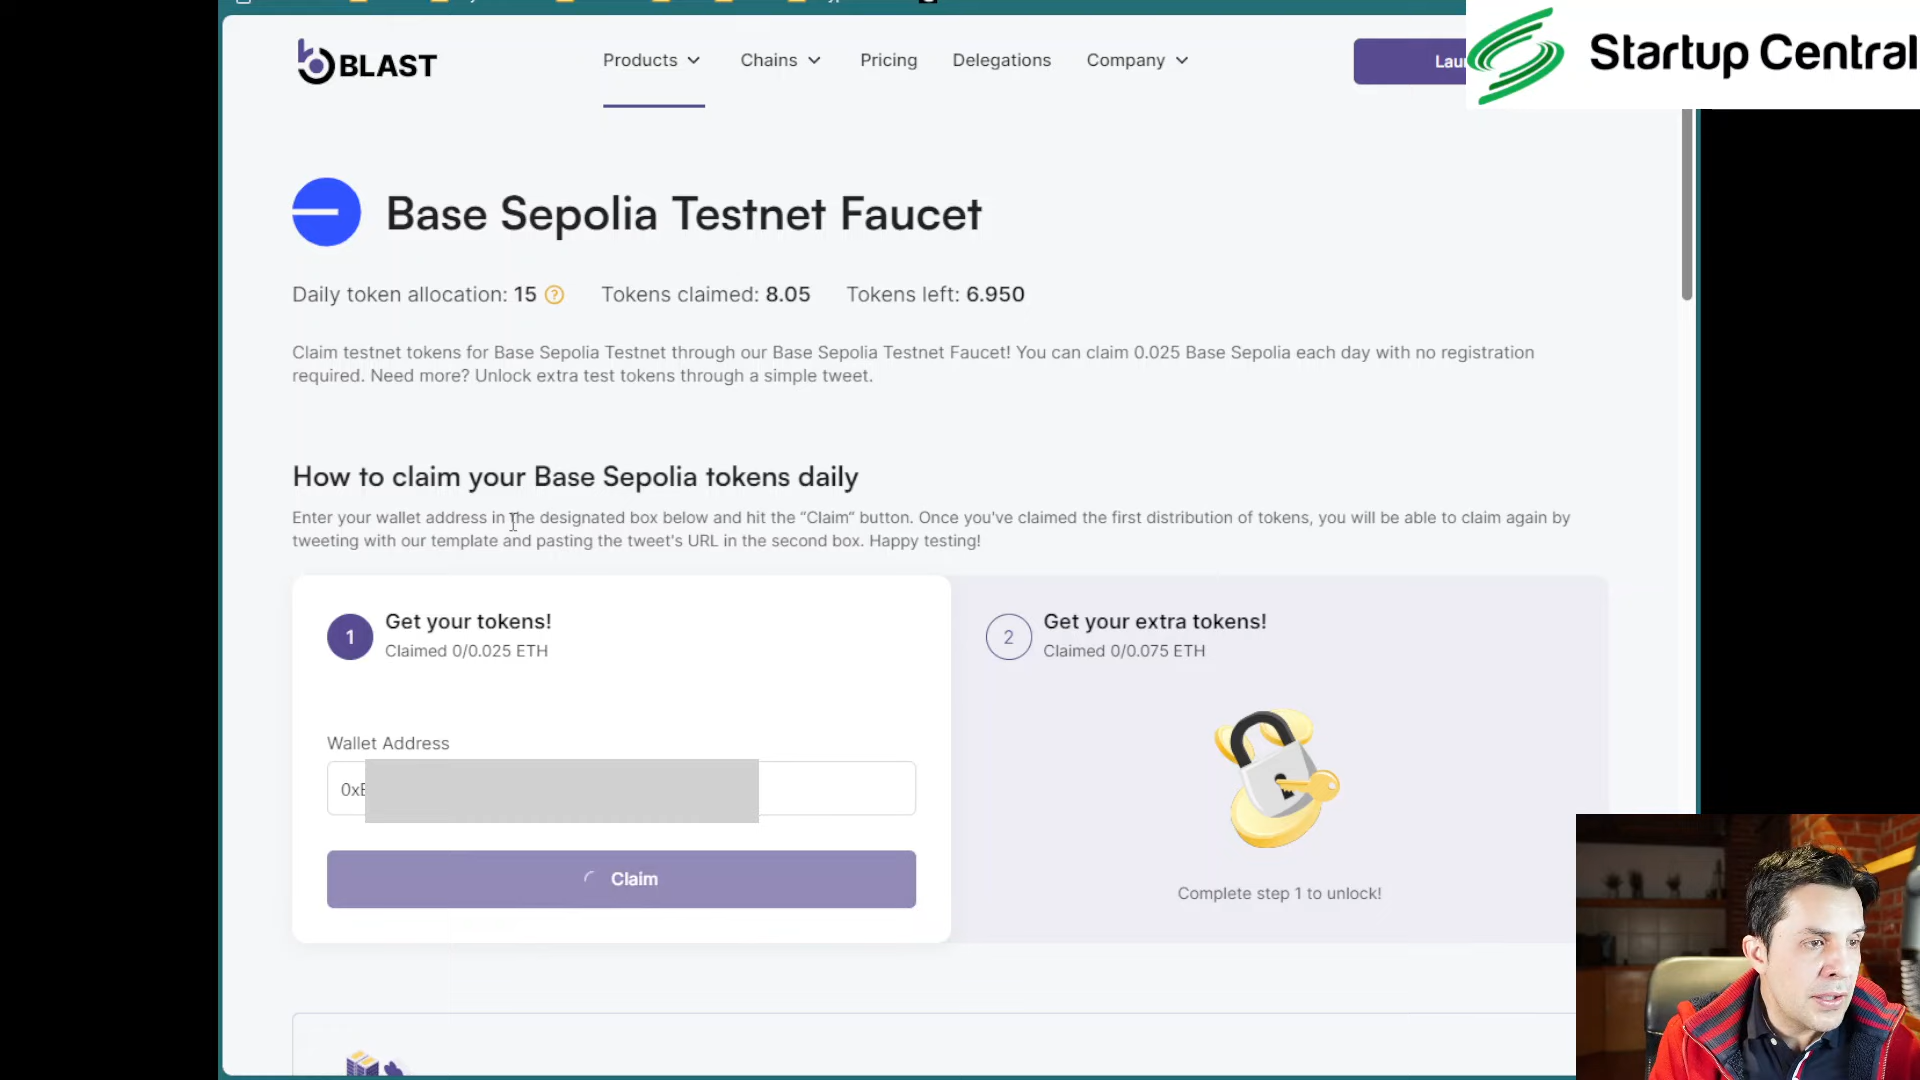 BLAST
Products
Chains
Pricing
Delegations
Company
Startup Central
Base Sepolia Testnet Faucet
Daily token allocation: 15 ?
Tokens claimed: 8.05
Tokens left: 6.950
Claim testnet tokens for Base Sepolia Testnet through our Base Sepolia Testnet Faucet! You can claim 0.025 Base Sepolia each day with no registration
required. Need more? Unlock extra test tokens through a simple tweet.
How to claim your Base Sepolia tokens daily
Enter your wallet address in the designated box below and hit the “Claim“ button. Once you've claimed the first distribution of tokens, you will be able to claim again by
tweeting with our template and pasting the tweet's URL in the second box. Happy testing!
1
Get your tokens!
Claimed 0/0.025 ETH
Wallet Address
Claim
2
Get your extra tokens!
Claimed 0/0.075 ETH
Complete step 1 to unlock!